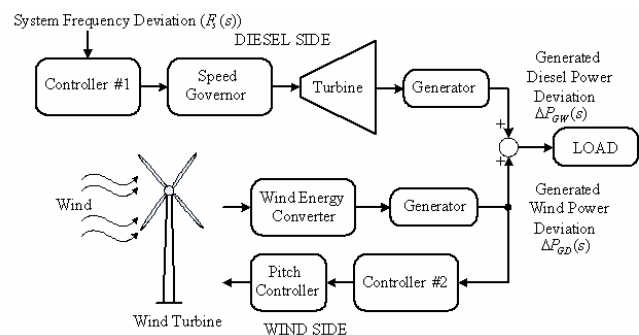 System Frequency Deviation (Fs(s))
DIESEL SIDE
Controller #1
Speed
Governor
Turbine
Generator
Generated
Diesel Power
Deviation
ΔPGW(s)
+
+
LOAD
Wind
Wind Energy
Converter
Generator
Generated
Wind Power
Deviation
ΔPGD(s)
Pitch
Controller
Controller #2
Wind Turbine
WIND SIDE